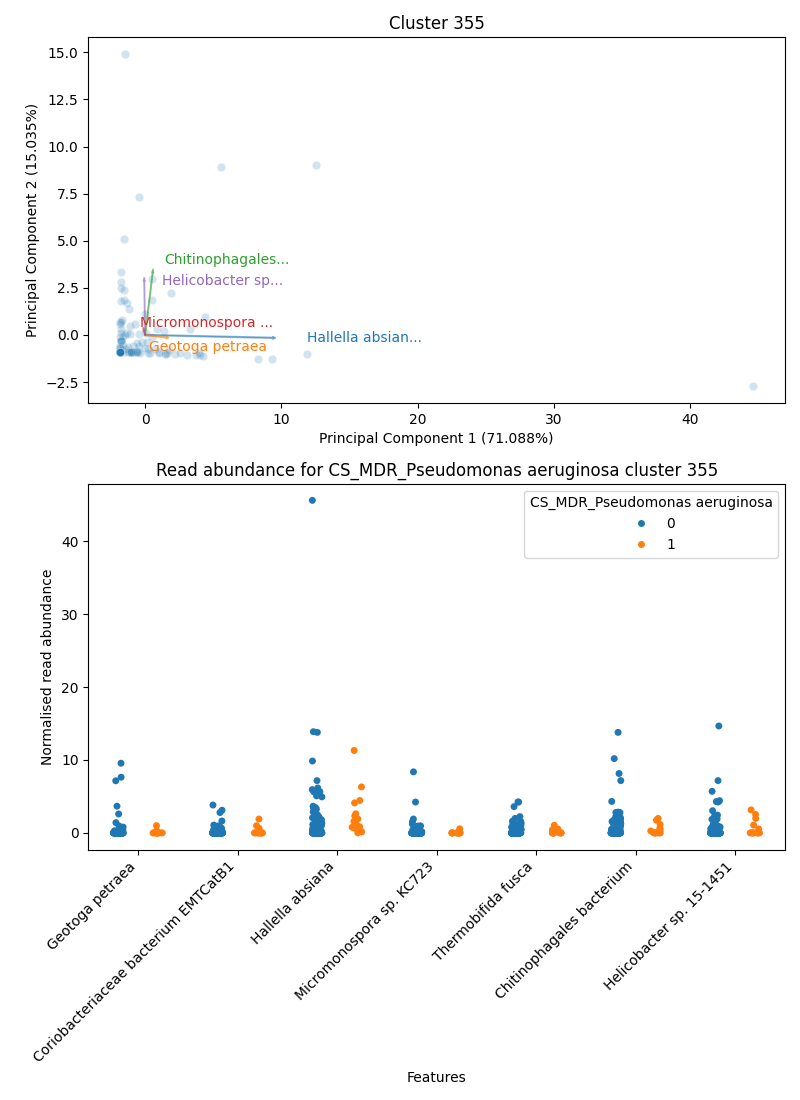 Cluster 355
15.0
12.5
10.0
7.5
5.0
2.5
0.0
−2.5
Principal Component 2 (15.035%)
Chitinophagales...
Helicobacter sp...
Micromonospora ...
Hallella absian...
Geotoga petraea
0
10
20
30
40
Principal Component 1 (71.088%)
Read abundance for CS_MDR_Pseudomonas aeruginosa cluster 355
CS_MDR_Pseudomonas aeruginosa
0
1
40
30
20
10
0
Normalised read abundance
Geotoga petraea
Coriobacteriaceae bacterium EMTCatB1
Hallella absiana
Micromonospora sp. KC723
Thermobifida fusca
Chitinophagales bacterium
Helicobacter sp. 15-1451
Features